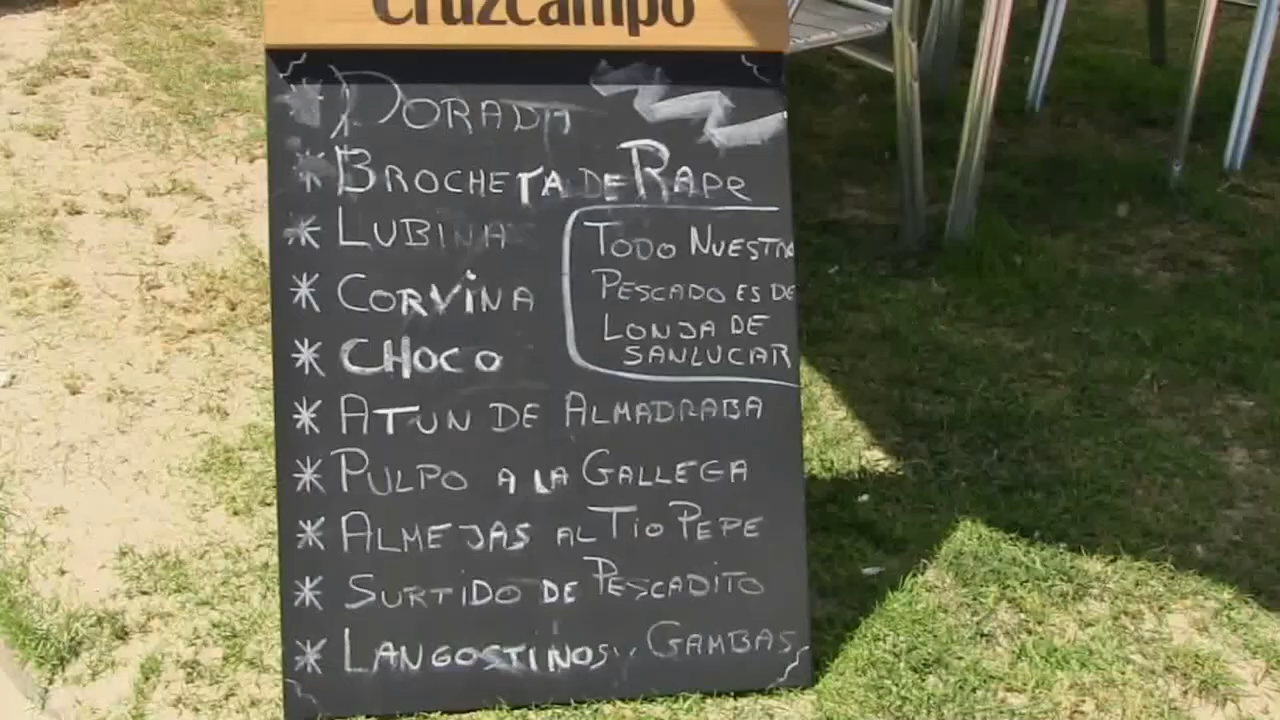 Cruzcampo
* DORADA
* BROCHETA DE RAPE
* LUBINA
* CORVINA
* CHOCO
* ATUN DE ALMADRABA
* PULPO A LA GALLEGA
* ALMEJAS AL TIO PEPE
* SURTIDO DE PESCADITO
* LANGOSTINOS, GAMBAS
TODO NUESTRO
PESCADO ES DE
LONJA DE
SANLUCAR